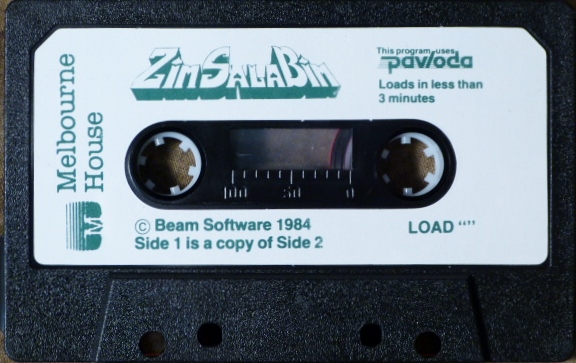 Melbourne
House
M
ZimSalaBim
This program uses
pavloda
Loads in less than
3 minutes
100 50 0
© Beam Software 1984
Side 1 is a copy of Side 2
LOAD “”